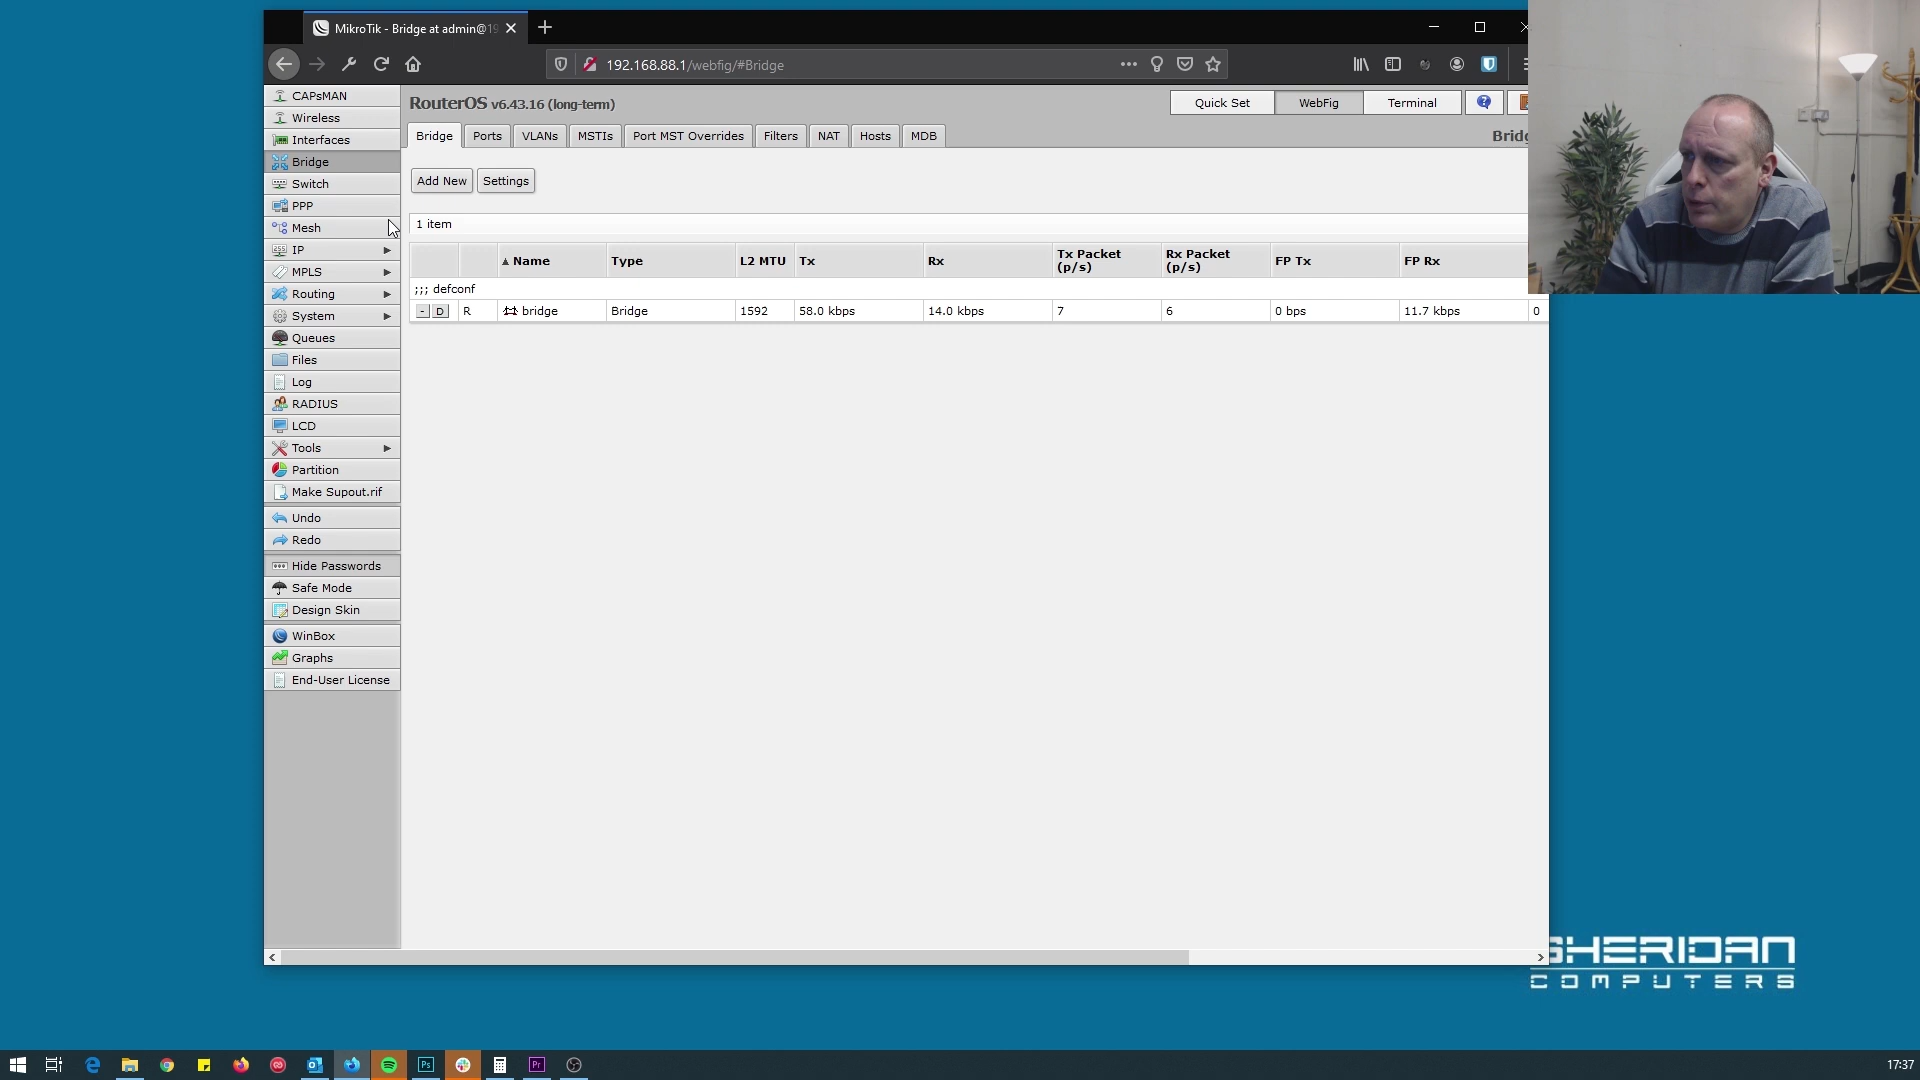 MikroTik - Bridge at admin@19
192.168.88.1/webfig/#Bridge
CAPsMAN
Wireless
Interfaces
Bridge
Switch
PPP
Mesh
IP
MPLS
Routing
System
Queues
Files
Log
RADIUS
LCD
Tools
Partition
Make Supout.rif
Undo
Redo
Hide Passwords
Safe Mode
Design Skin
WinBox
Graphs
End-User License
RouterOS v6.43.16 (long-term)
Quick Set WebFig Terminal
Bridge Ports VLANs MSTIs Port MST Overrides Filters NAT Hosts MDB
Add New Settings
1 item
▲ Name Type L2 MTU Tx Rx Tx Packet (p/s) Rx Packet (p/s) FP Tx FP Rx
;;; defconf
- D R bridge Bridge 1592 58.0 kbps 14.0 kbps 7 6 0 bps 11.7 kbps 0
SHERIDAN
COMPUTERS
17:37